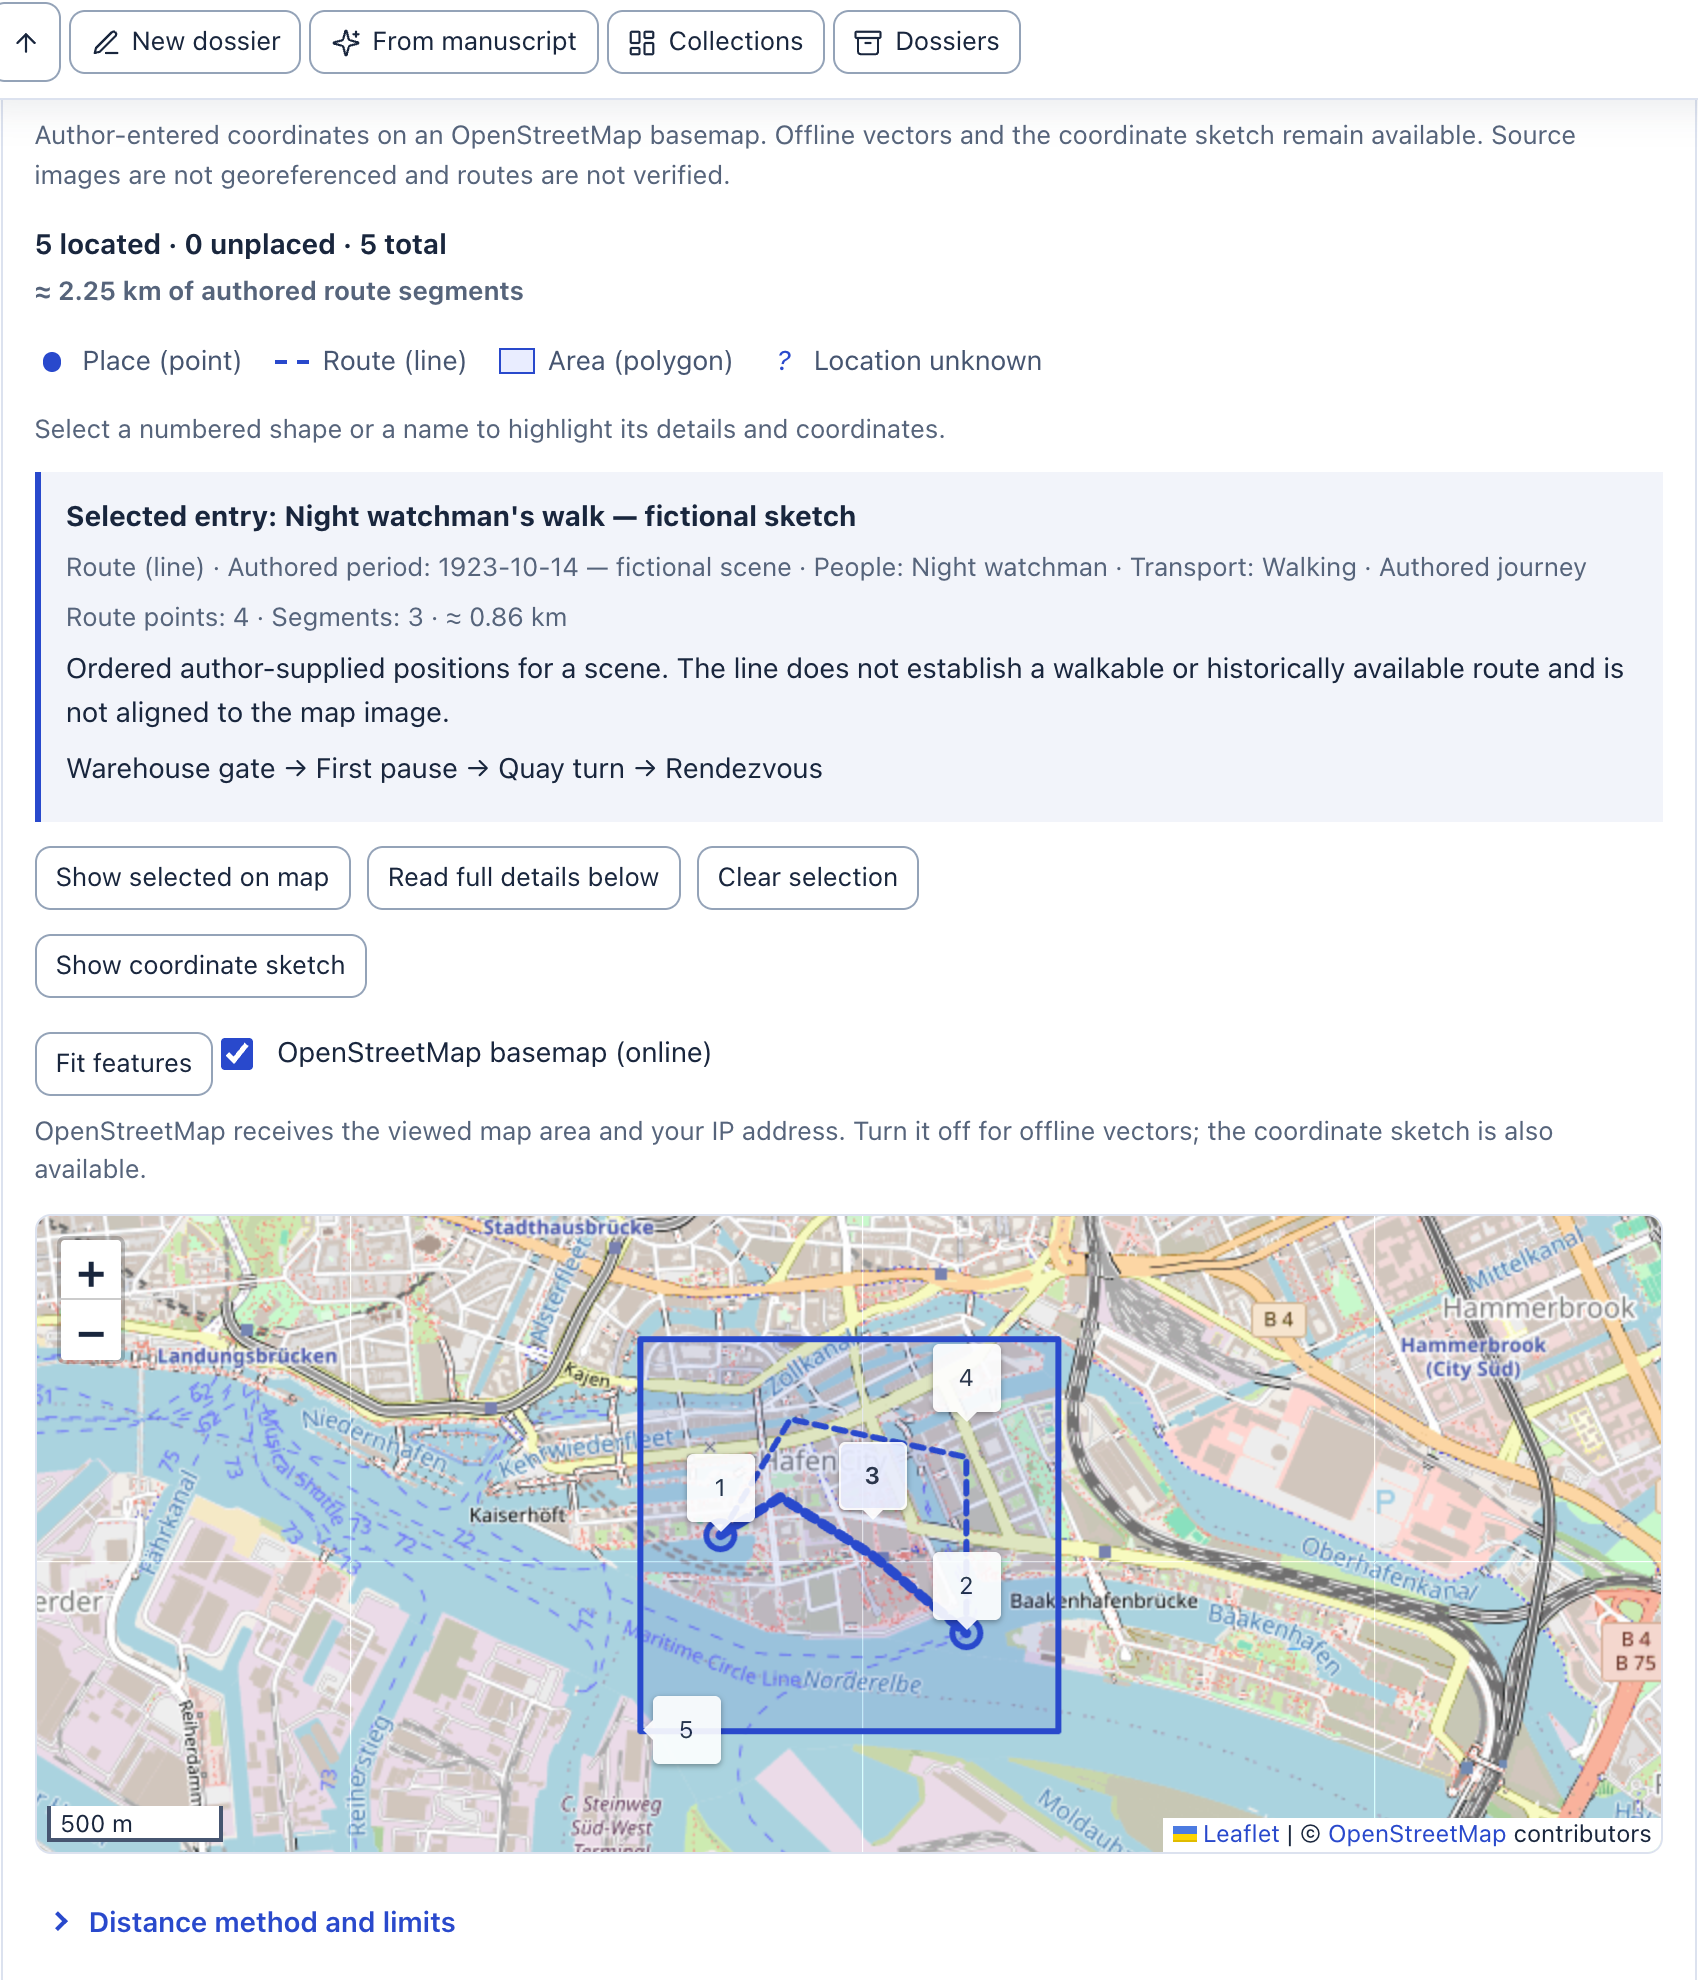 New dossier
From manuscript
Collections
Dossiers
Author-entered coordinates on an OpenStreetMap basemap. Offline vectors and the coordinate sketch remain available. Source
images are not georeferenced and routes are not verified.
5 located · 0 unplaced · 5 total
≈ 2.25 km of authored route segments
Place (point)
Route (line)
Area (polygon)
? Location unknown
Select a numbered shape or a name to highlight its details and coordinates.
Selected entry: Night watchman's walk — fictional sketch
Route (line) · Authored period: 1923-10-14 — fictional scene · People: Night watchman · Transport: Walking · Authored journey
Route points: 4 · Segments: 3 · ≈ 0.86 km
Ordered author-supplied positions for a scene. The line does not establish a walkable or historically available route and is
not aligned to the map image.
Warehouse gate → First pause → Quay turn → Rendezvous
Show selected on map
Read full details below
Clear selection
Show coordinate sketch
Fit features
OpenStreetMap basemap (online)
OpenStreetMap receives the viewed map area and your IP address. Turn it off for offline vectors; the coordinate sketch is also
available.
Stadthausbrücke
+
−
Alsterfleet
Mittelkanal
Hammerbrook
B 4
Hammerbrook
(City Süd)
Landungsbrücken
Kajen
Zollkanal
4
62
Niedernhafen
Kehrwiederfleet
Musical Shuttle
75
73
72
1
3
2
Kaiserhöft
Fährkanal
Oberhafenkanal
Baakenhafenbrücke
Baakenhafen
Maritime Circle Line
Norderelbe
B 4
B 75
5
Reiherstieg
73
C. Steinweg
Süd-West
Terminal
500 m
Leaflet | © OpenStreetMap contributors
Distance method and limits